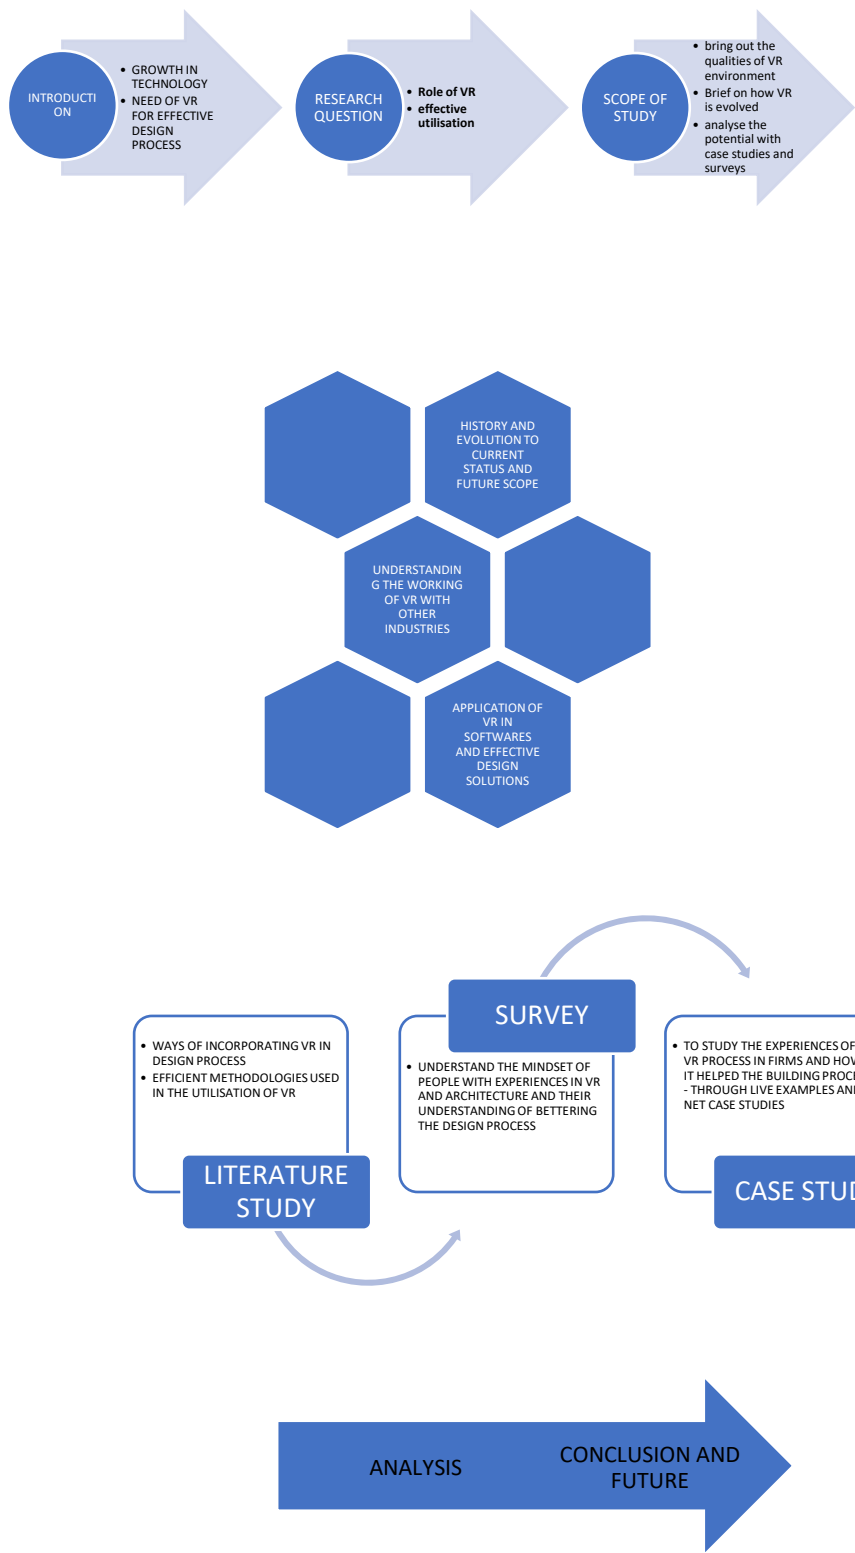 INTRODUCTI
ON
• GROWTH IN
TECHNOLOGY
• NEED OF VR
FOR EFFECTIVE
DESIGN
PROCESS
RESEARCH
QUESTION
• Role of VR
• effective
utilisation
SCOPE OF
STUDY
• bring out the
qualities of VR
environment
• Brief on how VR
is evolved
• analyse the
potential with
case studies and
surveys
HISTORY AND
EVOLUTION TO
CURRENT
STATUS AND
FUTURE SCOPE
UNDERSTANDIN
G THE WORKING
OF VR WITH
OTHER
INDUSTRIES
APPLICATION OF
VR IN
SOFTWARES
AND EFFECTIVE
DESIGN
SOLUTIONS
• WAYS OF INCORPORATING VR IN
DESIGN PROCESS
• EFFICIENT METHODOLOGIES USED
IN THE UTILISATION OF VR
LITERATURE
STUDY
SURVEY
• UNDERSTAND THE MINDSET OF
PEOPLE WITH EXPERIENCES IN VR
AND ARCHITECTURE AND THEIR
UNDERSTANDING OF BETTERING
THE DESIGN PROCESS
• TO STUDY THE EXPERIENCES OF
VR PROCESS IN FIRMS AND HOW
IT HELPED THE BUILDING PROCE
- THROUGH LIVE EXAMPLES AN
NET CASE STUDIES
CASE STU
ANALYSIS
CONCLUSION AND
FUTURE